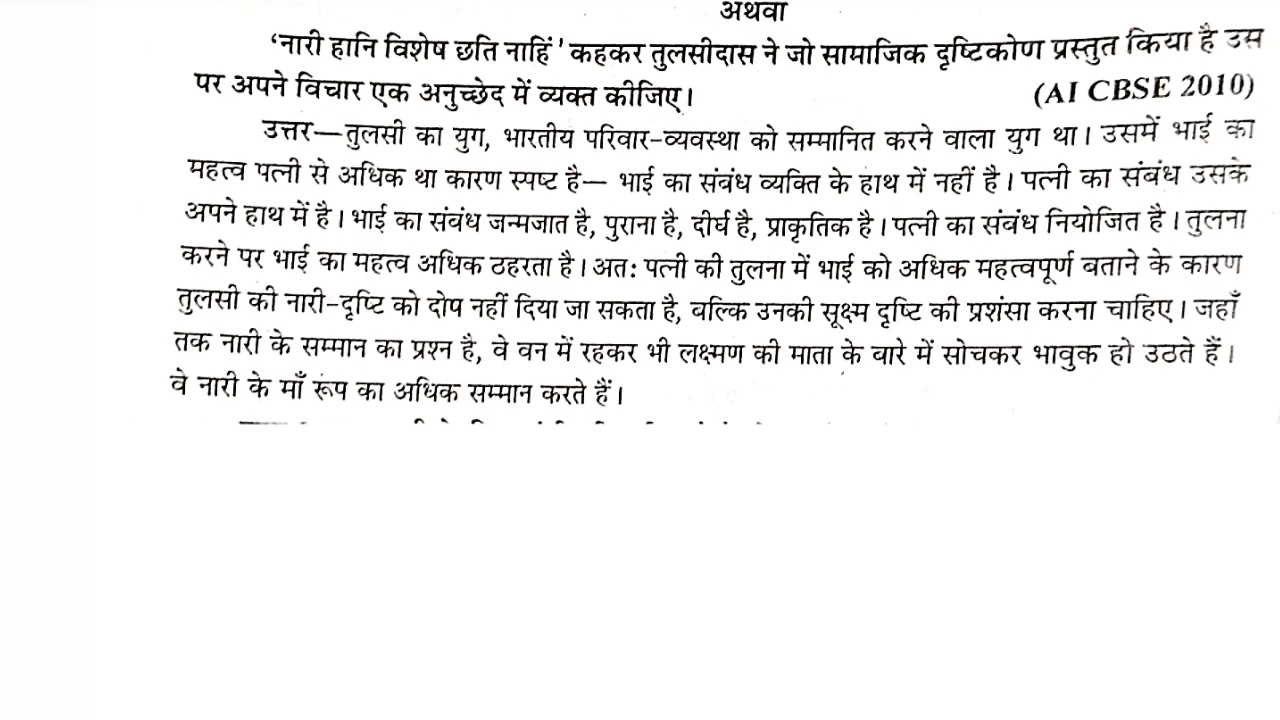 अथवा
‘नारी हानि विशेष छति नाहिं’ कहकर तुलसीदास ने जो सामाजिक दृष्टिकोण प्रस्तुत किया है उस
पर अपने विचार एक अनुच्छेद में व्यक्त कीजिए। (AI CBSE 2010)
उत्तर—तुलसी का युग, भारतीय परिवार-व्यवस्था को सम्मानित करने वाला युग था। उसमें भाई का
महत्व पत्नी से अधिक था कारण स्पष्ट है— भाई का संबंध व्यक्ति के हाथ में नहीं है। पत्नी का संबंध उसके
अपने हाथ में है। भाई का संबंध जन्मजात है, पुराना है, दीर्घ है, प्राकृतिक है। पत्नी का संबंध नियोजित है। तुलना
करने पर भाई का महत्व अधिक ठहरता है। अत: पत्नी की तुलना में भाई को अधिक महत्वपूर्ण बताने के कारण
तुलसी की नारी-दृष्टि को दोष नहीं दिया जा सकता है, बल्कि उनकी सूक्ष्म दृष्टि की प्रशंसा करना चाहिए। जहाँ
तक नारी के सम्मान का प्रश्न है, वे वन में रहकर भी लक्ष्मण की माता के बारे में सोचकर भावुक हो उठते हैं।
वे नारी के माँ रूप का अधिक सम्मान करते हैं।